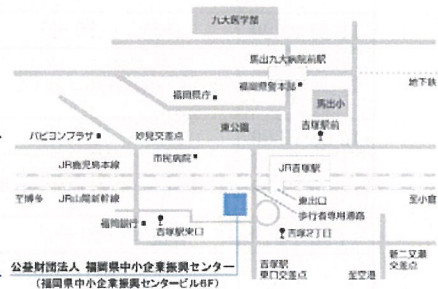 九大医学部
馬出九大病院前駅
地下鉄
福岡県警本部
福岡県庁
馬出小
吉塚駅前
東公園
パピヨンプラザ
妙見交差点
市民病院
JR吉塚駅
JR鹿児島本線
至博多
JR山陽新幹線
東出口
至小倉
歩行者専用通路
福岡銀行
吉塚駅東口
吉塚2丁目
新二又瀬
交差点
公益財団法人 福岡県中小企業振興センター
(福岡県中小企業振興センタービル6F)
吉塚駅
東口交差点
至空港